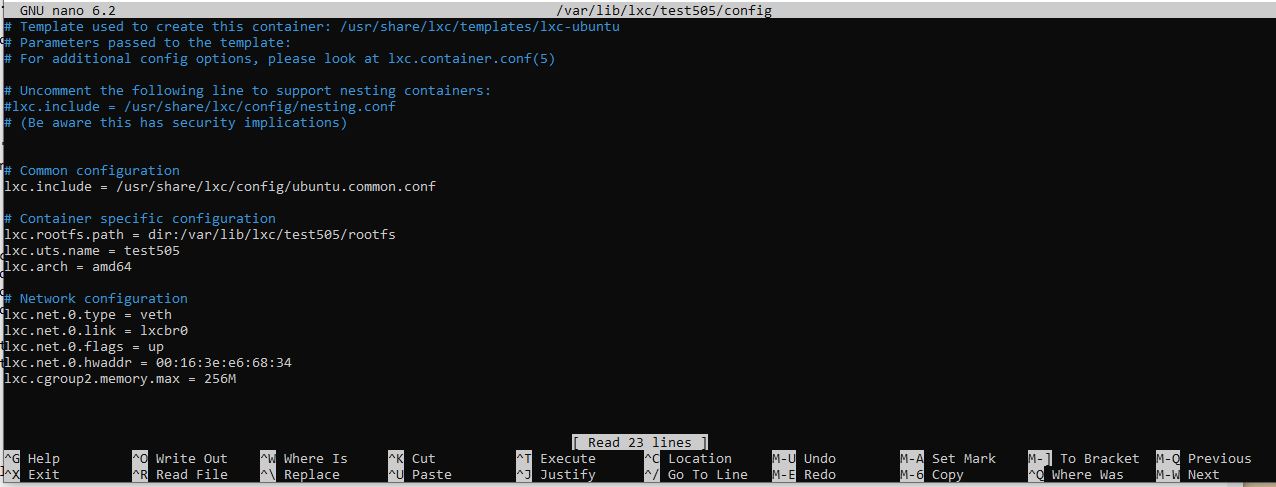 GNU nano 6.2 /var/lib/lxc/test505/config
# Template used to create this container: /usr/share/lxc/templates/lxc-ubuntu
# Parameters passed to the template:
# For additional config options, please look at lxc.container.conf(5)
# Uncomment the following line to support nesting containers:
#lxc.include = /usr/share/lxc/config/nesting.conf
# (Be aware this has security implications)
# Common configuration
lxc.include = /usr/share/lxc/config/ubuntu.common.conf
# Container specific configuration
lxc.rootfs.path = dir:/var/lib/lxc/test505/rootfs
lxc.uts.name = test505
lxc.arch = amd64
# Network configuration
lxc.net.0.type = veth
lxc.net.0.link = lxcbr0
lxc.net.0.flags = up
lxc.net.0.hwaddr = 00:16:3e:e6:68:34
lxc.cgroup2.memory.max = 256M
[ Read 23 lines ]
^G Help ^O Write Out ^W Where Is ^K Cut ^T Execute ^C Location M-U Undo M-A Set Mark M-] To Bracket M-Q Previous
^X Exit ^R Read File ^\ Replace ^U Paste ^J Justify ^/ Go To Line M-E Redo M-6 Copy ^Q Where Was M-W Next